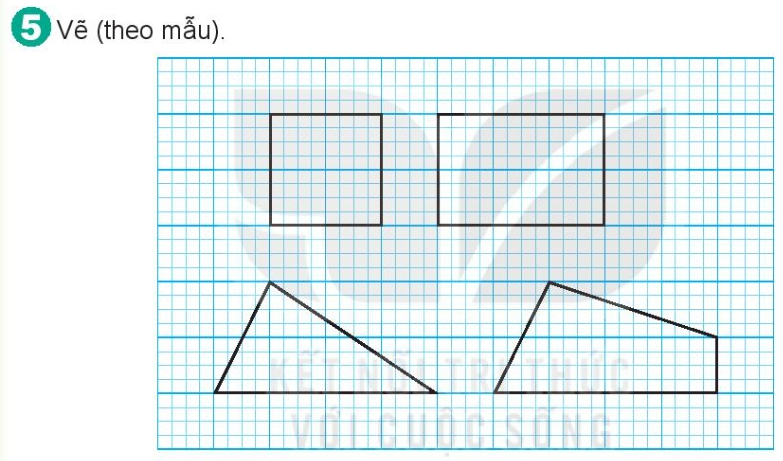 5 Vẽ (theo mẫu).
KẾT NỐI TRI THỨC
VỚI CUỘC SỐNG